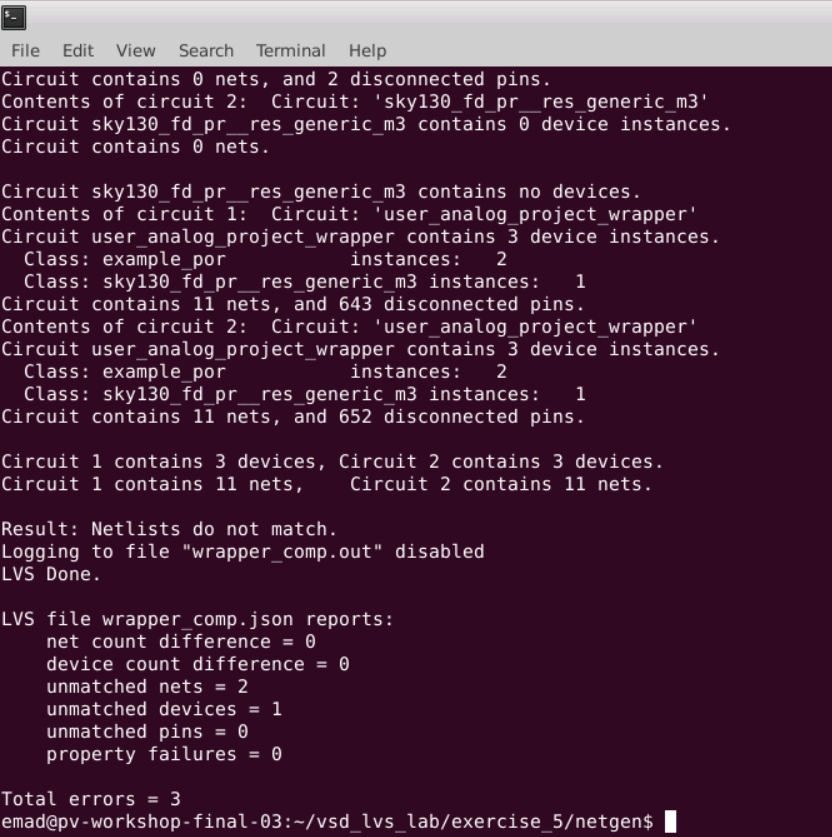 File Edit View Search Terminal Help
Circuit contains 0 nets, and 2 disconnected pins.
Contents of circuit 2:  Circuit: 'sky130_fd_pr__res_generic_m3'
Circuit sky130_fd_pr__res_generic_m3 contains 0 device instances.
Circuit contains 0 nets.

Circuit sky130_fd_pr__res_generic_m3 contains no devices.
Contents of circuit 1:  Circuit: 'user_analog_project_wrapper'
Circuit user_analog_project_wrapper contains 3 device instances.
  Class: example_por           instances:   2
  Class: sky130_fd_pr__res_generic_m3 instances:   1
Circuit contains 11 nets, and 643 disconnected pins.
Contents of circuit 2:  Circuit: 'user_analog_project_wrapper'
Circuit user_analog_project_wrapper contains 3 device instances.
  Class: example_por           instances:   2
  Class: sky130_fd_pr__res_generic_m3 instances:   1
Circuit contains 11 nets, and 652 disconnected pins.

Circuit 1 contains 3 devices, Circuit 2 contains 3 devices.
Circuit 1 contains 11 nets,    Circuit 2 contains 11 nets.

Result: Netlists do not match.
Logging to file "wrapper_comp.out" disabled
LVS Done.

LVS file wrapper_comp.json reports:
    net count difference = 0
    device count difference = 0
    unmatched nets = 2
    unmatched devices = 1
    unmatched pins = 0
    property failures = 0

Total errors = 3
emad@pv-workshop-final-03:~/vsd_lvs_lab/exercise_5/netgen$